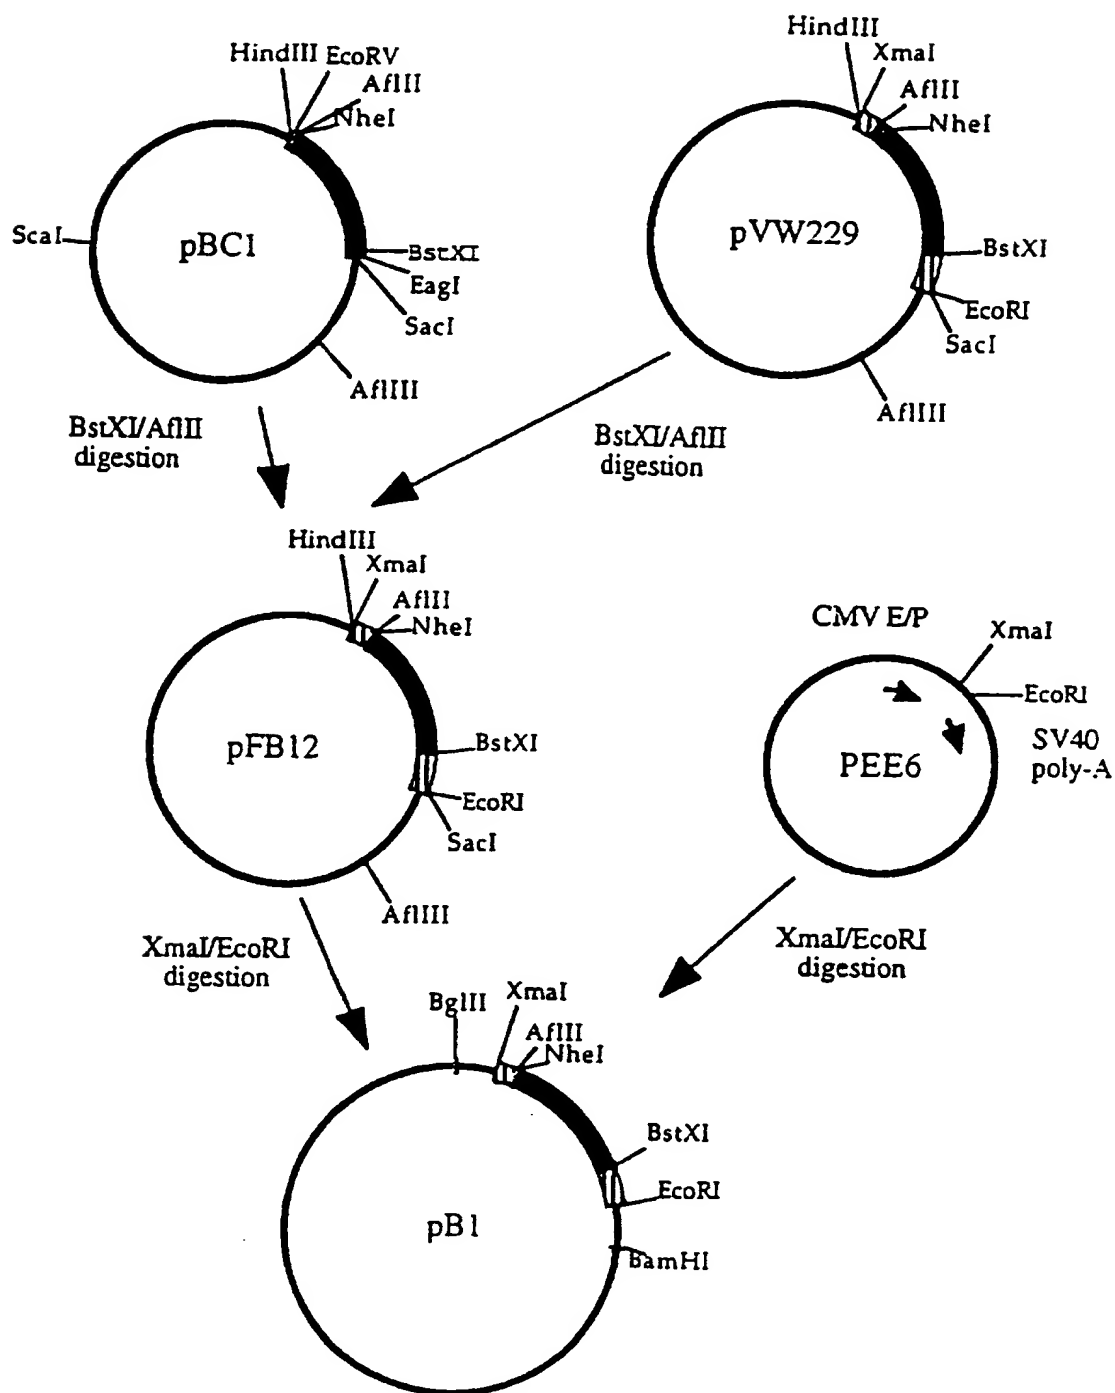 HindIII
EcoRV
AflII
NheI
ScaI
pBC1
BstXI
EagI
SacI
AflIII
HindIII
XmaI
AflII
NheI
pVW229
BstXI
EcoRI
SacI
AflIII
BstXI/AflII
digestion
BstXI/AflII
digestion
HindIII
XmaI
AflII
NheI
pFB12
BstXI
EcoRI
SacI
AflIII
CMV E/P
XmaI
EcoRI
SV40
poly-A
PEE6
XmaI/EcoRI
digestion
XmaI/EcoRI
digestion
BglII
XmaI
AflII
NheI
BstXI
EcoRI
pB1
BamHI